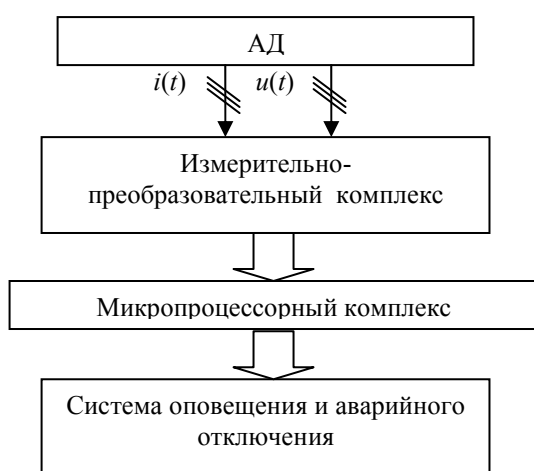 АД
i(t) u(t)
Измерительно-
преобразовательный комплекс
Микропроцессорный комплекс
Система оповещения и аварийного
отключения